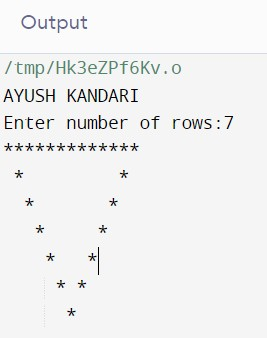 Output
/tmp/Hk3eZPf6Kv.o
AYUSH KANDARI
Enter number of rows:7
*************
 *         *
  *       *
   *     *
    *   *
     * *
      *